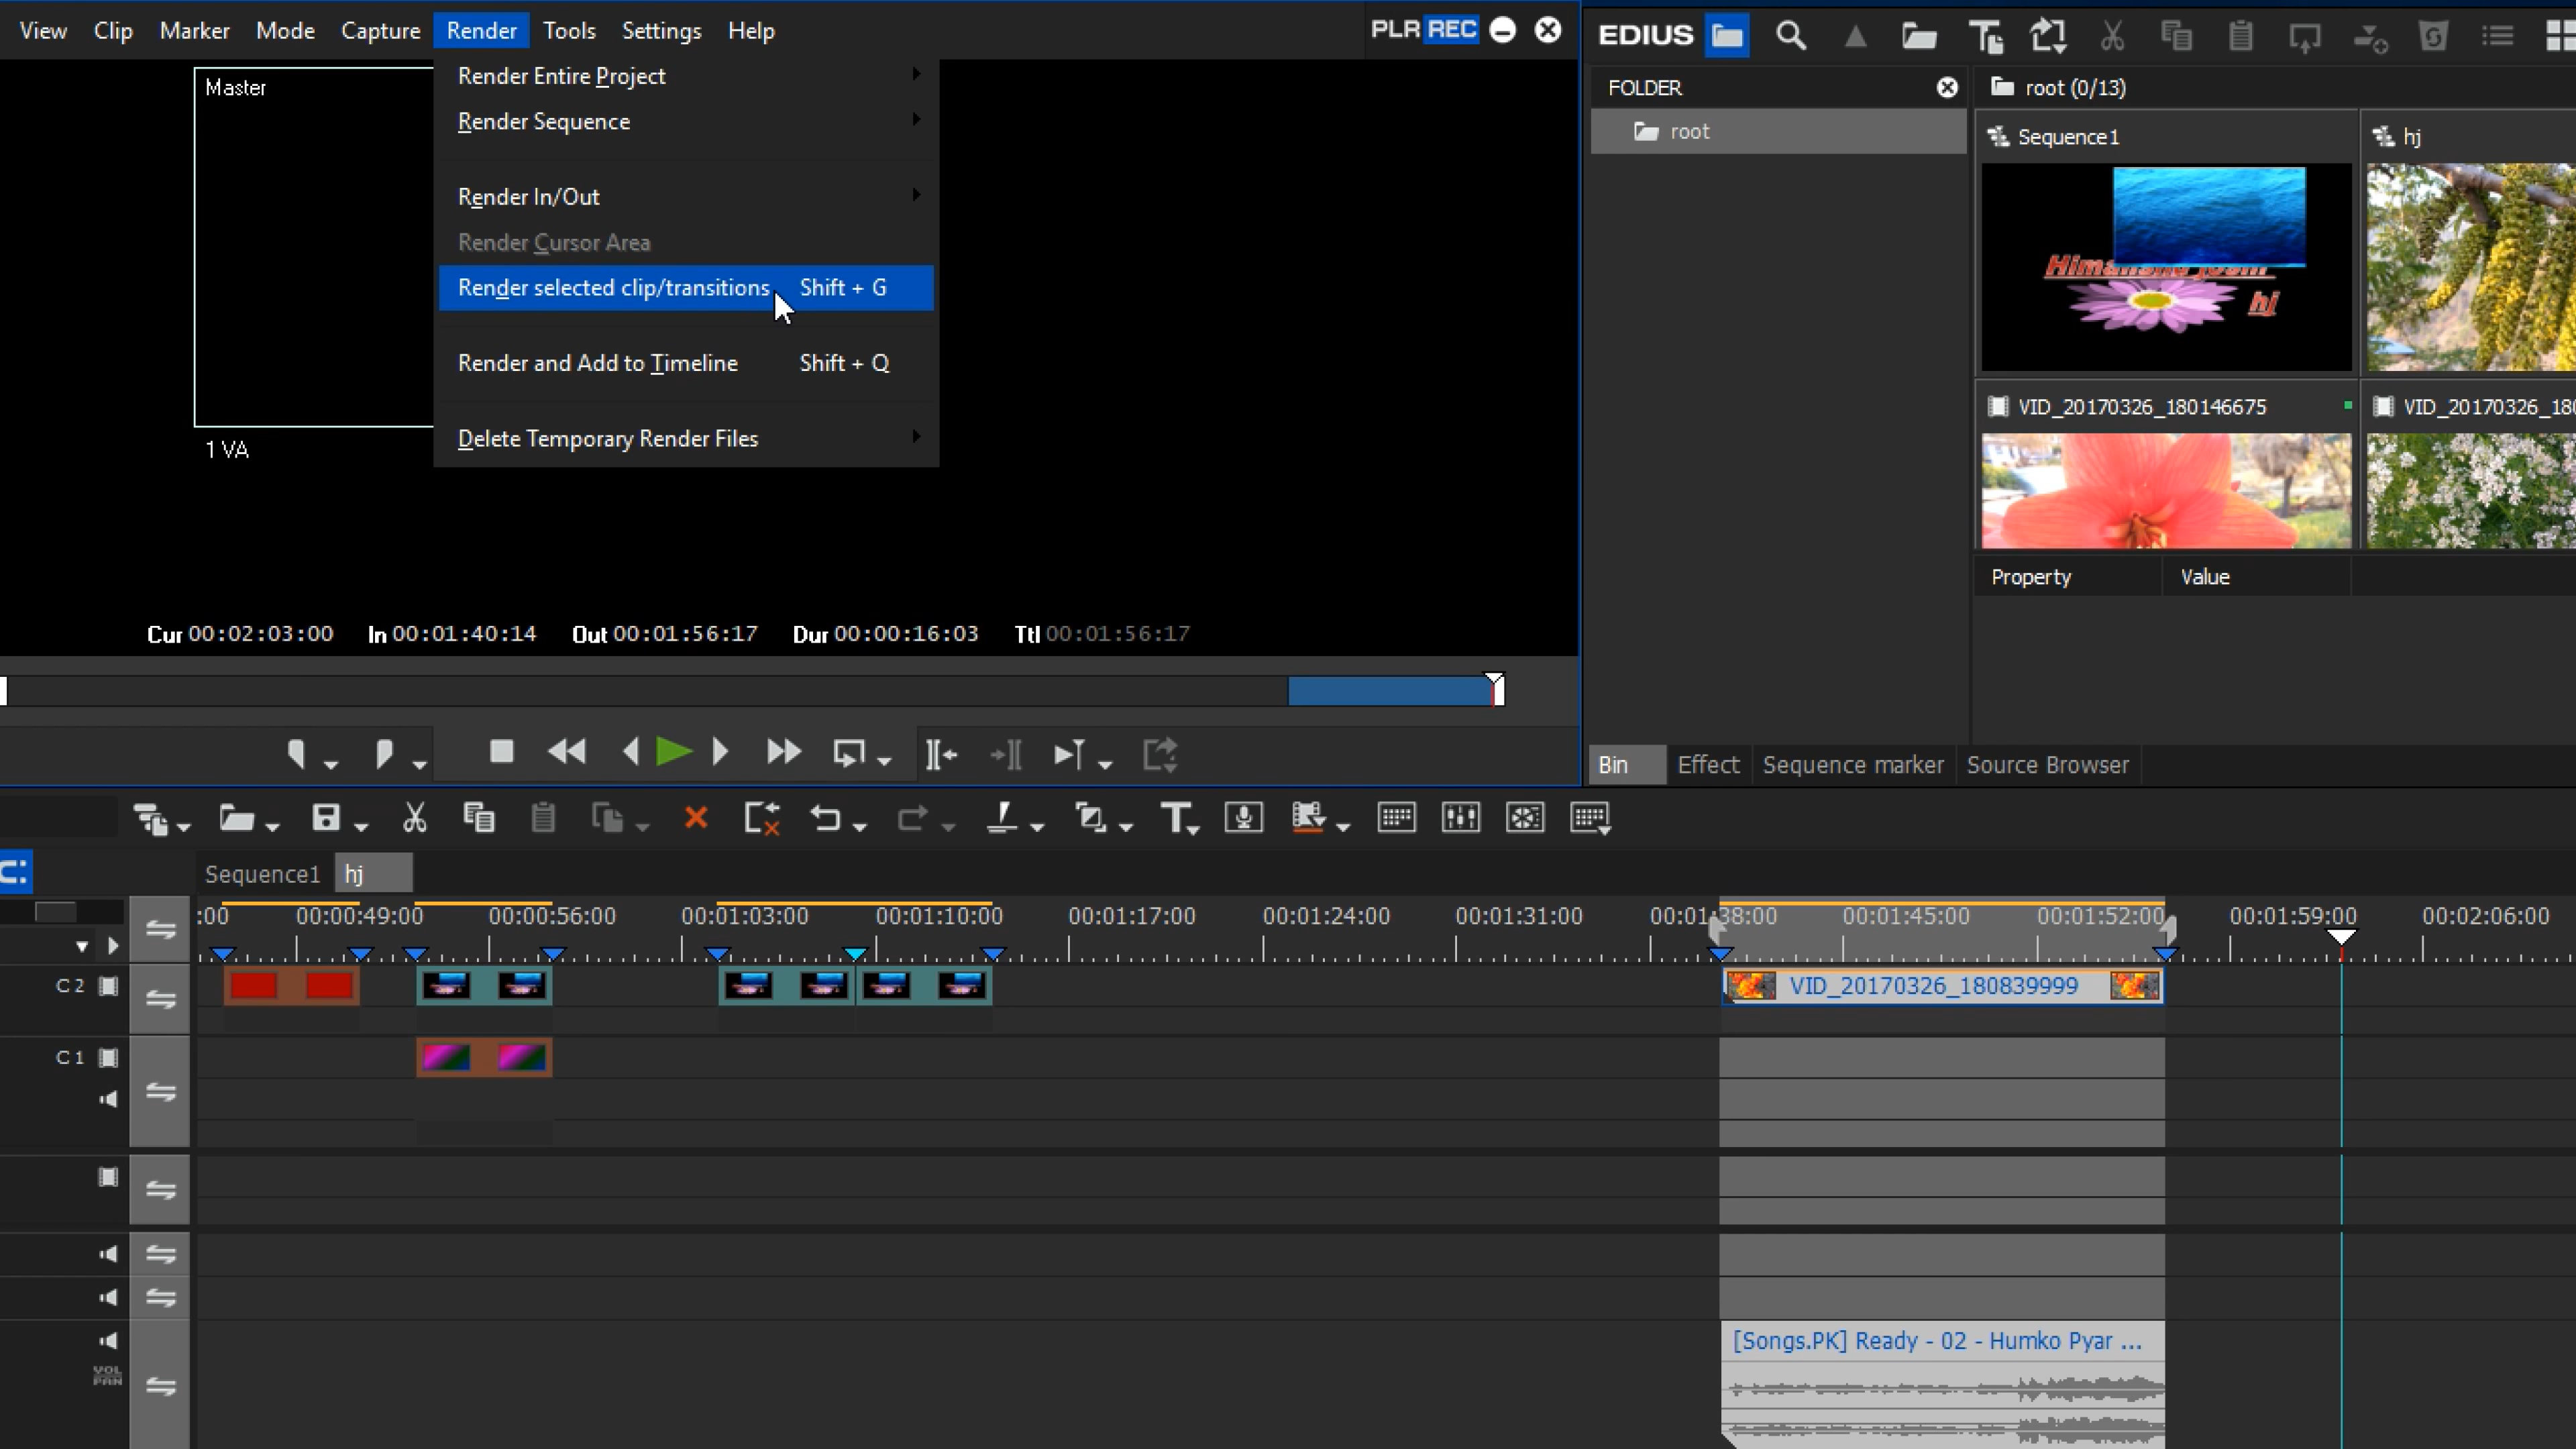 View Clip Marker Mode Capture Render Tools Settings Help
PLR REC
Master
Render Entire Project
Render Sequence
Render In/Out
Render Cursor Area
Render selected clip/transitions Shift + G
Render and Add to Timeline Shift + Q
Delete Temporary Render Files
1 VA
Cur 00:02:03:00 In 00:01:40:14 Out 00:01:56:17 Dur 00:00:16:03 Ttl 00:01:56:17
EDIUS
FOLDER
root
root (0/13)
Sequence1
hj
hj
VID_20170326_180146675
VID_20170326_180
Property Value
Bin Effect Sequence marker Source Browser
Sequence1 hj
:00 00:00:49:00 00:00:56:00 00:01:03:00 00:01:10:00 00:01:17:00 00:01:24:00 00:01:31:00 00:01:38:00 00:01:45:00 00:01:52:00 00:01:59:00 00:02:06:00
C 2
VID_20170326_180839999
C 1
[Songs.PK] Ready - 02 - Humko Pyar ...
VOL
PAN